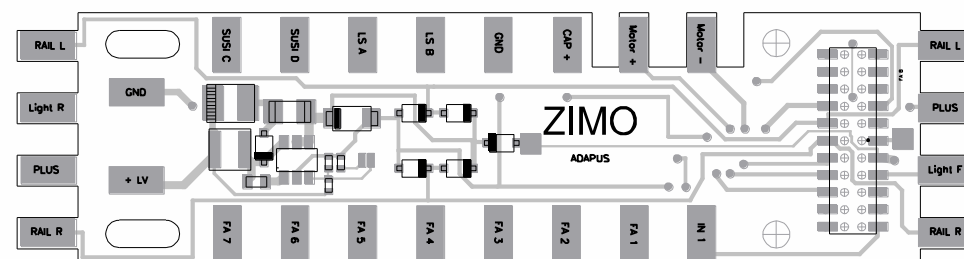 SUSI C
SUSI D
LS A
LS B
GND
CAP +
Motor +
Motor -
RAIL L
RAIL L
GND
Light R
PLUS
ZIMO
ADAPUS
PLUS
+ LV
Light F
RAIL R
RAIL R
FA 7
FA 6
FA 5
FA 4
FA 3
FA 2
FA 1
IN 1